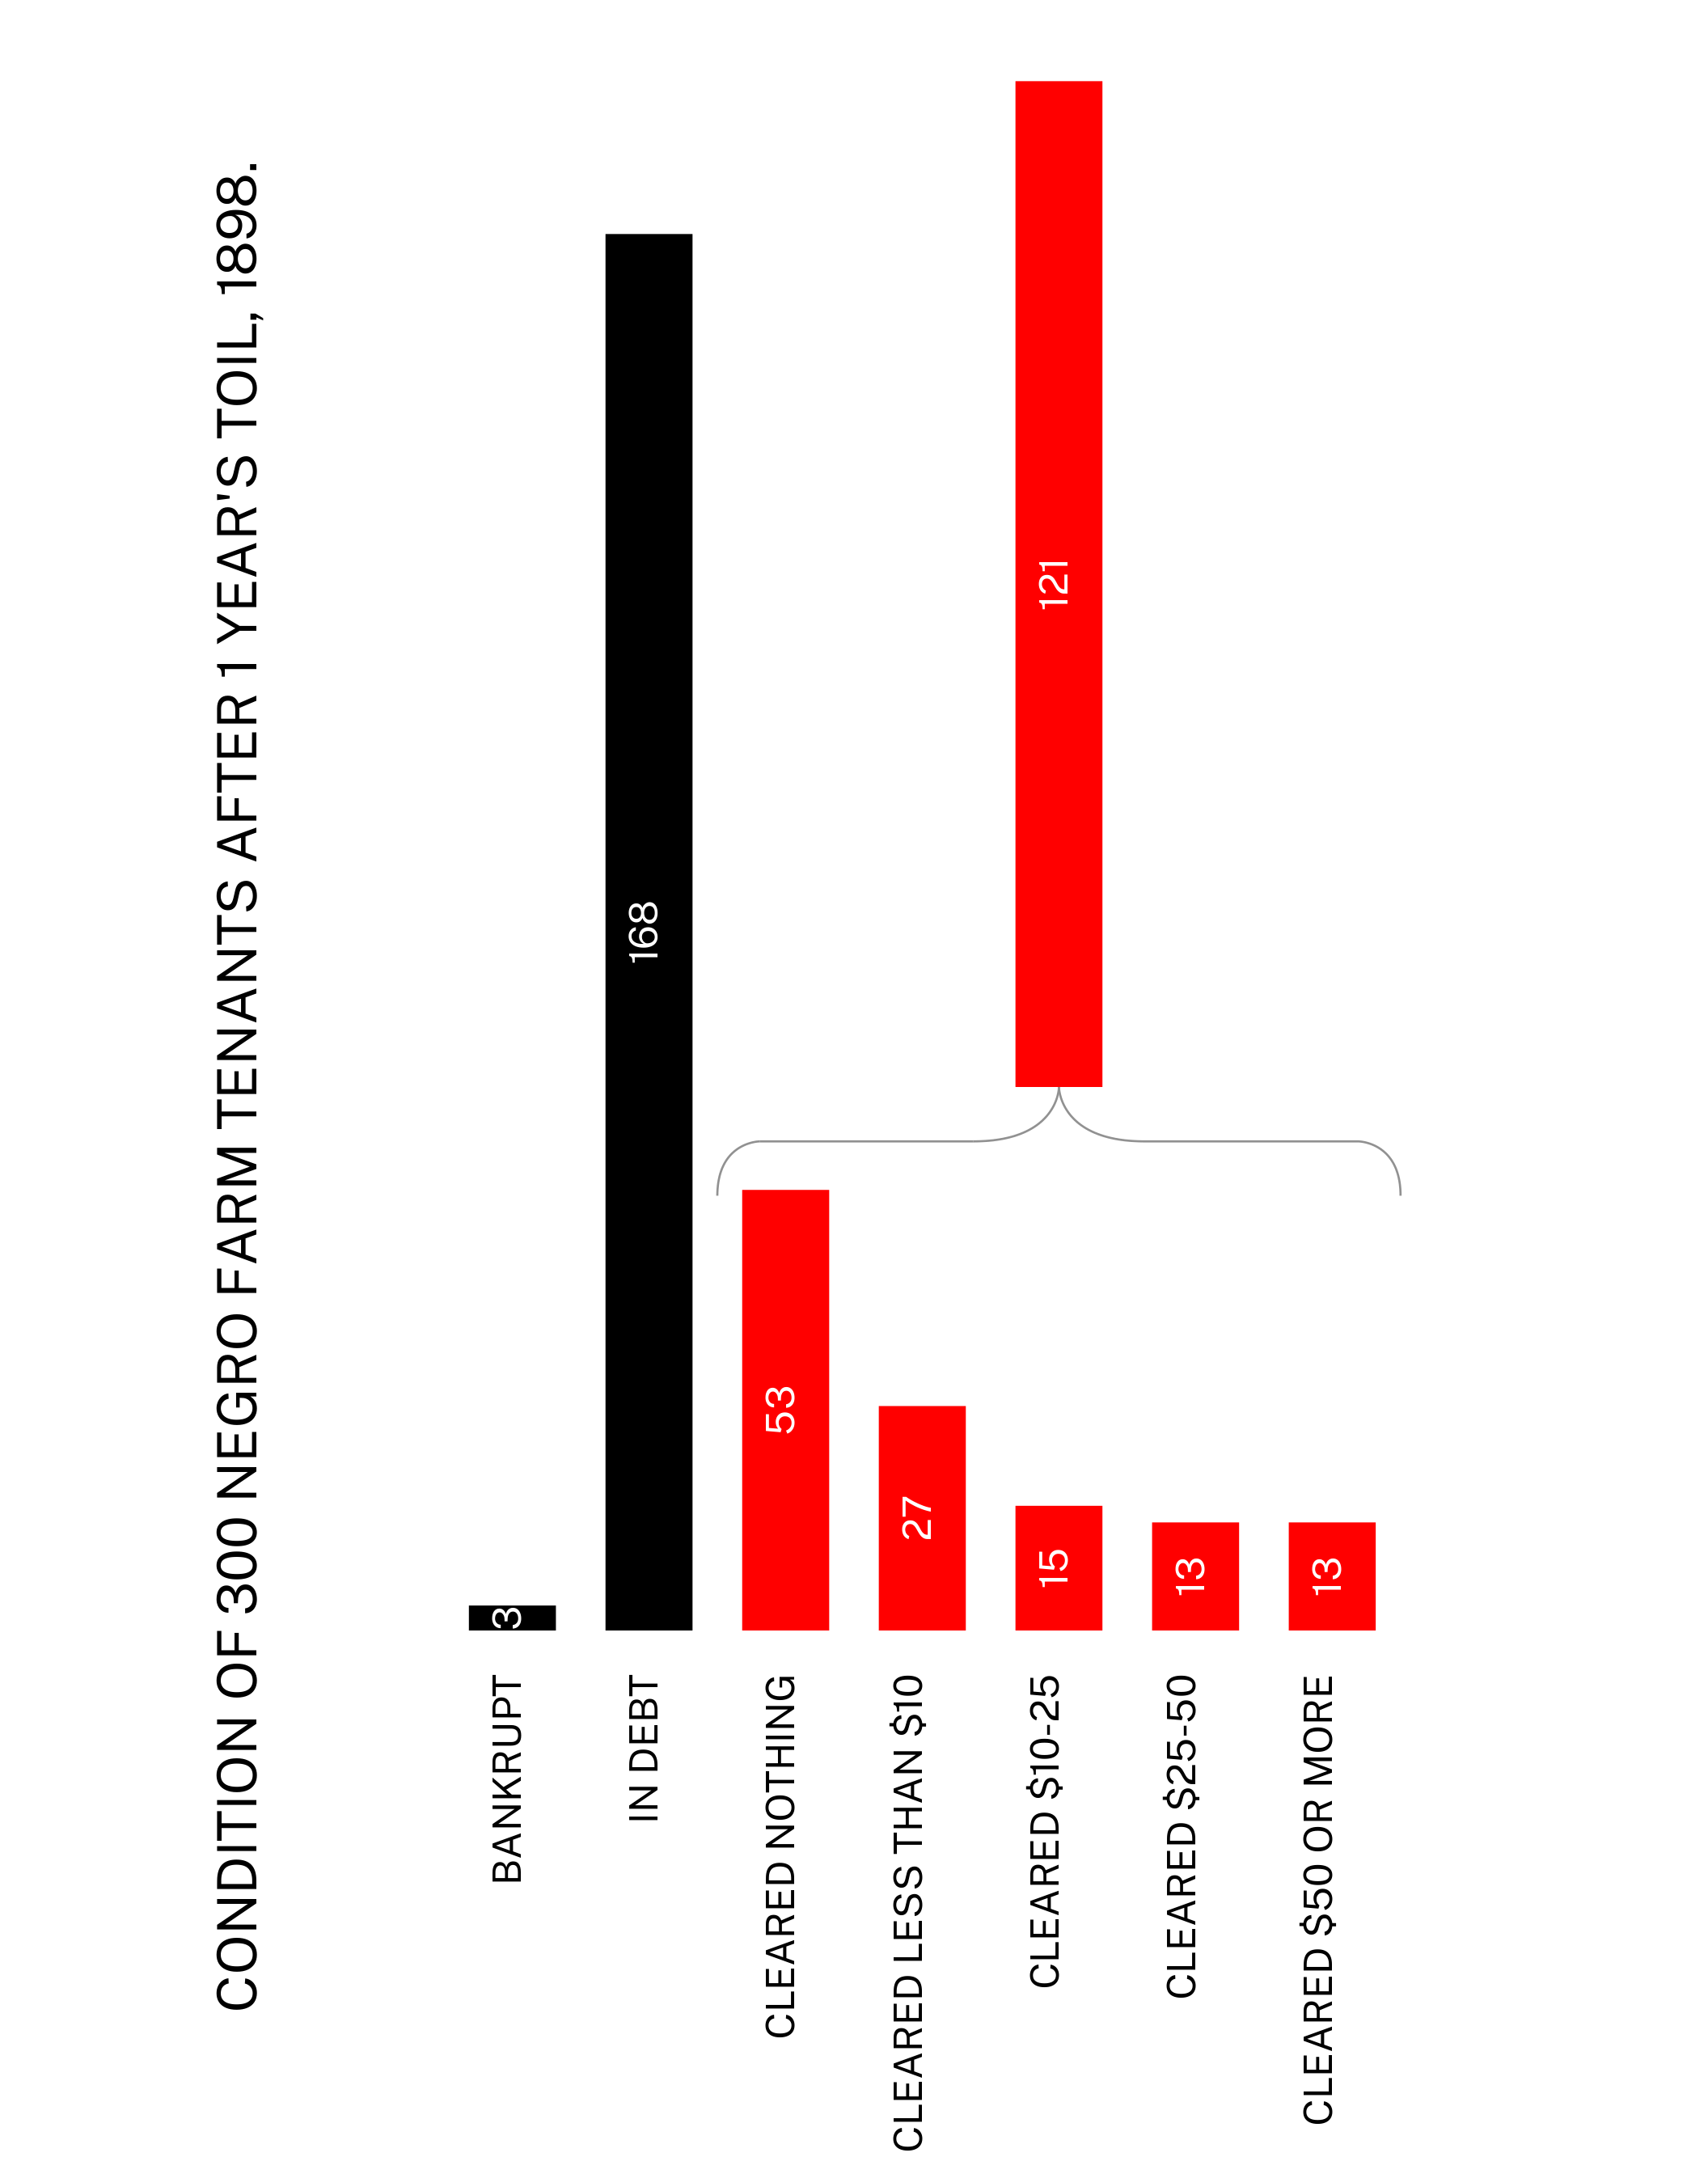 CONDITION OF 300 NEGRO FARM TENANTS AFTER 1 YEAR'S TOIL, 1898.
BANKRUPT
3
IN DEBT
168
CLEARED NOTHING
53
CLEARED LESS THAN $10
27
CLEARED $10-25
15
121
CLEARED $25-50
13
CLEARED $50 OR MORE
13